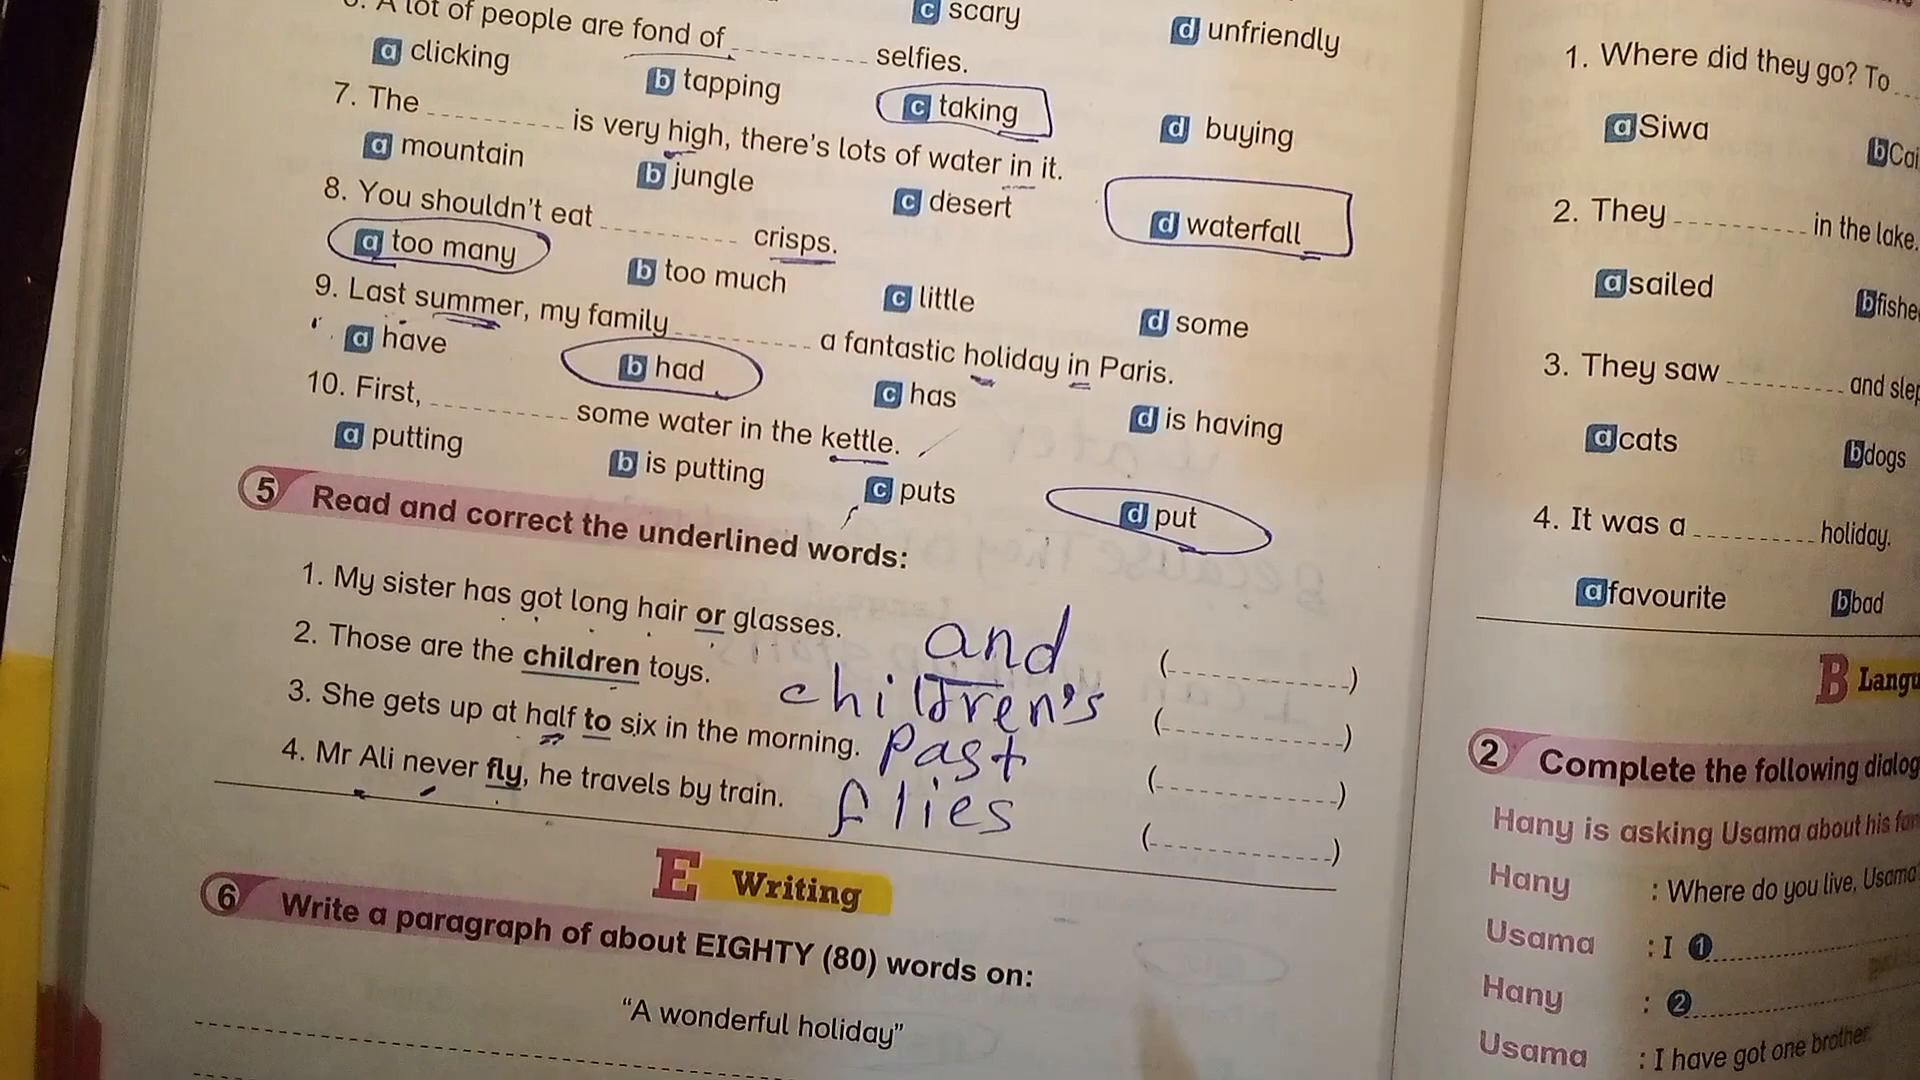 A lot of people are fond of ---------- selfies.
c scary
d unfriendly
a clicking
b tapping
c taking
d buying
7. The ---------- is very high, there's lots of water in it.
a mountain
b jungle
c desert
d waterfall
8. You shouldn't eat ---------- crisps.
a too many
b too much
c little
d some
9. Last summer, my family ---------- a fantastic holiday in Paris.
a have
b had
c has
d is having
10. First, ---------- some water in the kettle.
a putting
b is putting
c puts
d put
5 Read and correct the underlined words:
1. My sister has got long hair or glasses. and (----------)
2. Those are the children toys. children's (----------)
3. She gets up at half to six in the morning. past (----------)
4. Mr Ali never fly, he travels by train. flies (----------)
E Writing
6 Write a paragraph of about EIGHTY (80) words on:
"A wonderful holiday"
1. Where did they go? To
a Siwa
b
2. They ---------- in the lake.
a sailed
b
3. They saw ---------- and
a cats
b dogs
4. It was a ---------- holiday.
a favourite
b bad
B
2 Complete the following
Hany is asking Usama about his
Hany : Where do you live, Usama
Usama : I 1
Hany : 2
Usama : I have got one brother